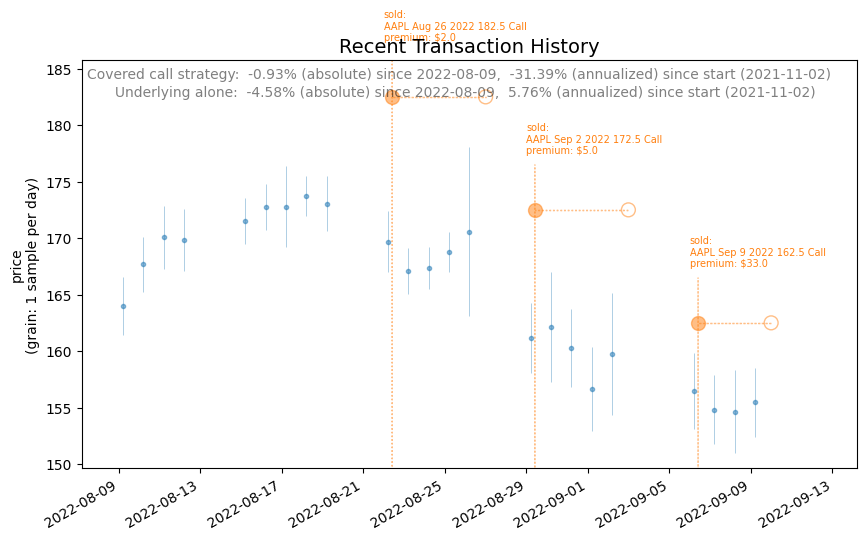 sold:
AAPL Aug 26 2022 182.5 Call
premium: $2.0
Recent Transaction History
Covered call strategy:  -0.93% (absolute) since 2022-08-09,  -31.39% (annualized) since start (2021-11-02)
Underlying alone:  -4.58% (absolute) since 2022-08-09,  5.76% (annualized) since start (2021-11-02)
sold:
AAPL Sep 2 2022 172.5 Call
premium: $5.0
sold:
AAPL Sep 9 2022 162.5 Call
premium: $33.0
price
(grain: 1 sample per day)
185
180
175
170
165
160
155
150
2022-08-09
2022-08-13
2022-08-17
2022-08-21
2022-08-25
2022-08-29
2022-09-01
2022-09-05
2022-09-09
2022-09-13